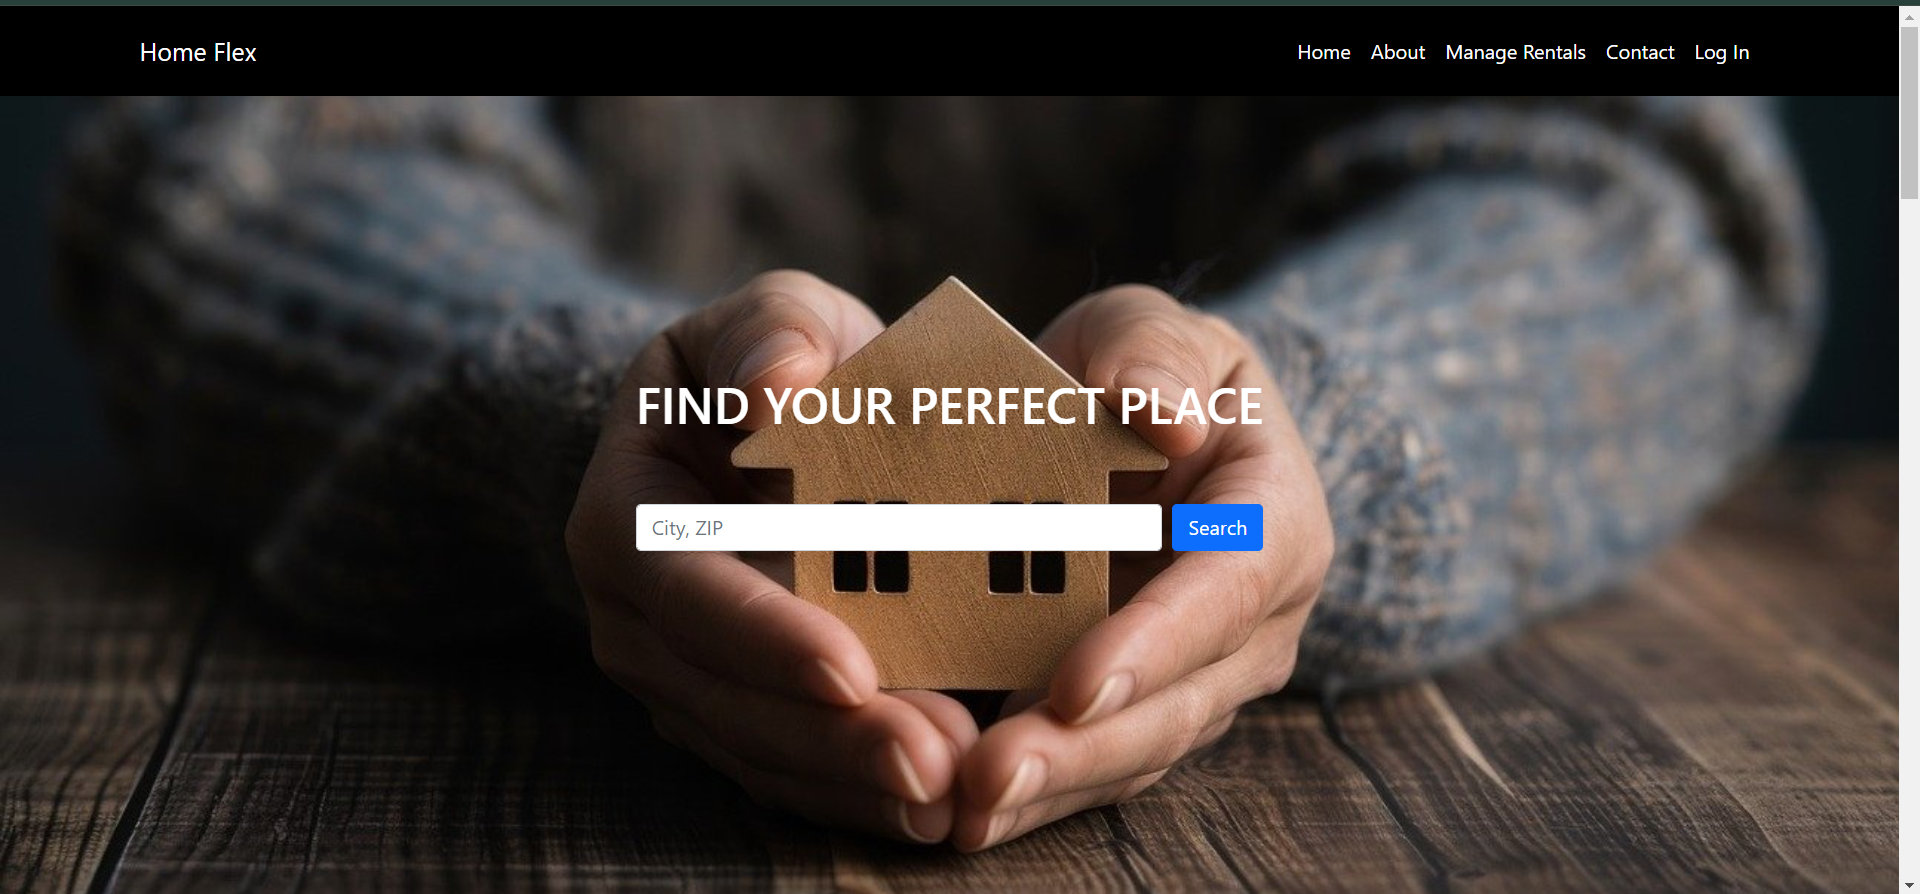 Home Flex
Home About Manage Rentals Contact Log In
FIND YOUR PERFECT PLACE
City, ZIP
Search